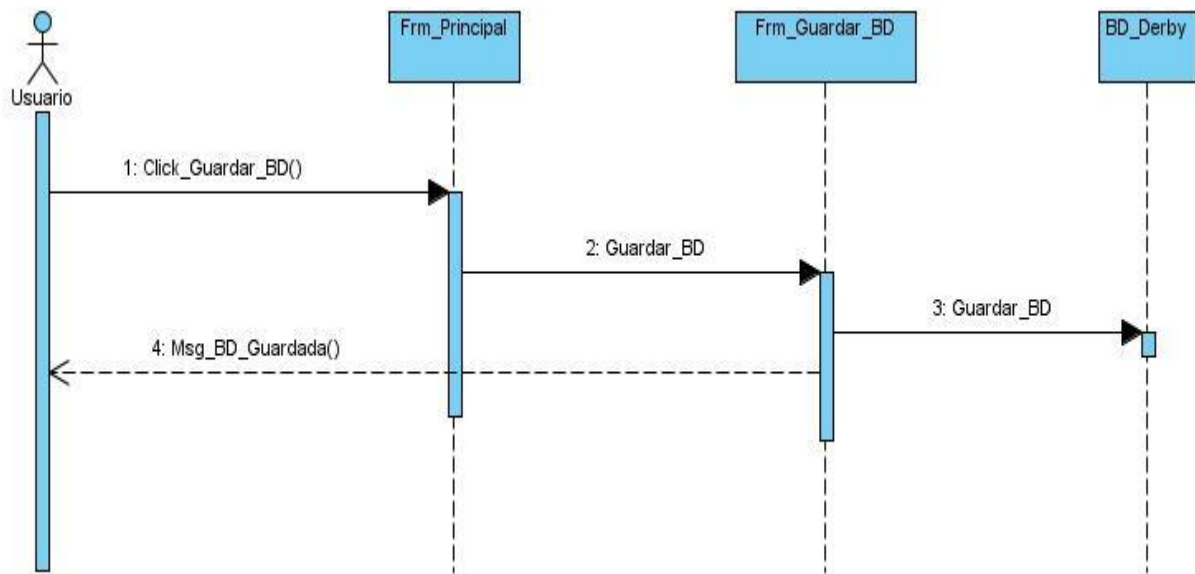 Frm_Principal
Frm_Guardar_BD
BD_Derby
Usuario
1: Click_Guardar_BD()
2: Guardar_BD
3: Guardar_BD
4: Msg_BD_Guardada()